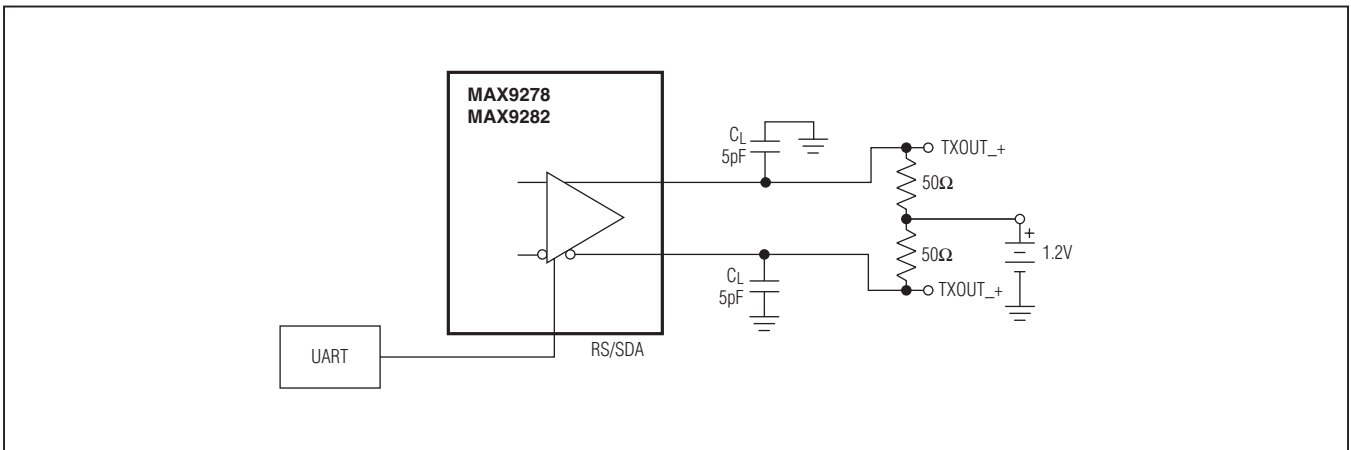 MAX9278
MAX9282
CL
5pF
TXOUT_+
50Ω
+
1.2V
50Ω
CL
5pF
TXOUT_+
RS/SDA
UART